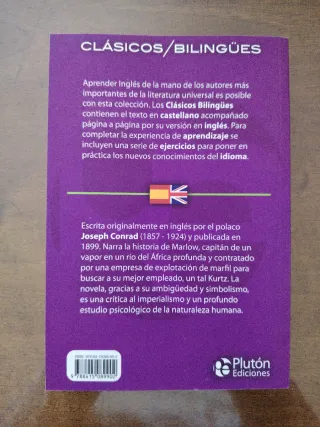 CLÁSICOS/BILINGÜES
Aprender Inglés de la mano de los autores más
importantes de la literatura universal es posible
con esta colección. Los Clásicos Bilingües
contienen el texto en castellano acompañado
página a página por su versión en inglés. Para
completar la experiencia de aprendizaje se
incluyen una serie de ejercicios para poner en
práctica los nuevos conocimientos del idioma.
Escrita originalmente en inglés por el polaco
Joseph Conrad (1857 - 1924) y publicada en
1899. Narra la historia de Marlow, capitán de un
vapor en un río del África profunda y contratado
por una empresa de explotación de marfil para
buscar a su mejor empleado, un tal Kurtz. La
novela, gracias a su ambigüedad y simbolismo,
es una crítica al imperialismo y un profundo
estudio psicológico de la naturaleza humana.
Plutón
Ediciones